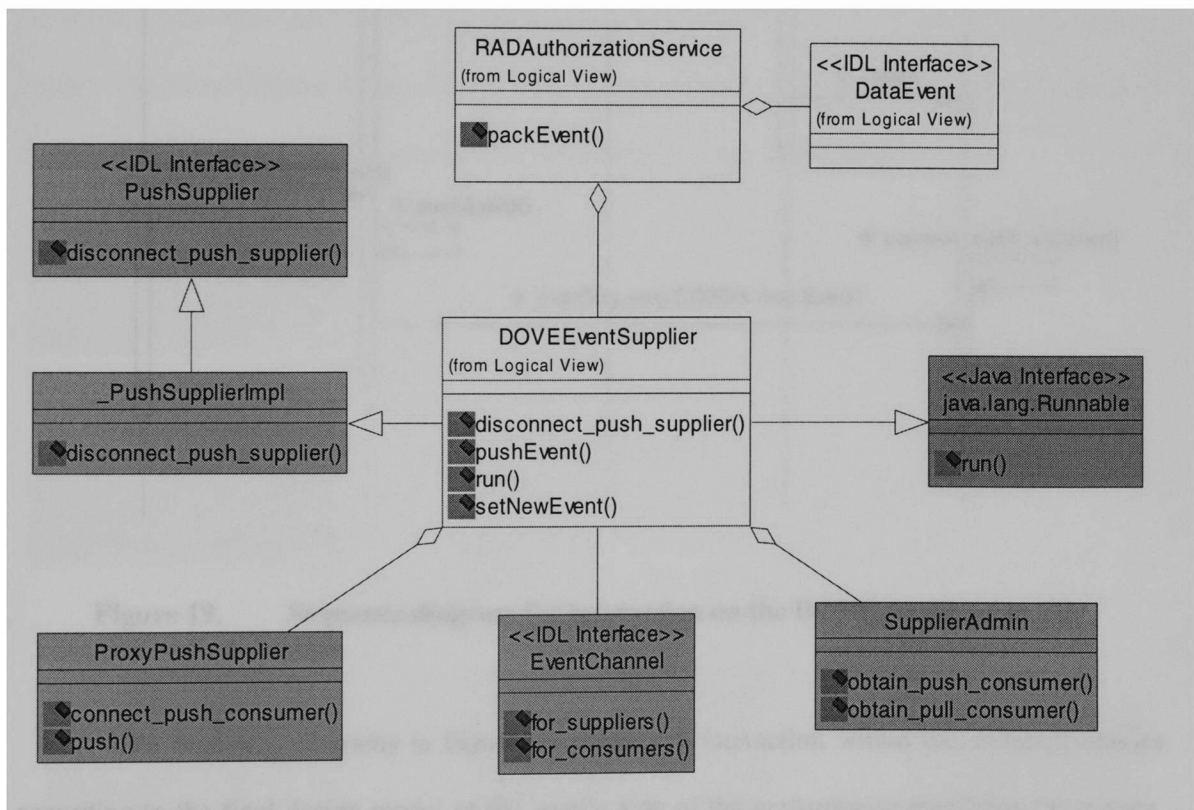 RADAuthorizationService
(from Logical View)
packEvent()
<<IDL Interface>>
DataEvent
(from Logical View)
<<IDL Interface>>
PushSupplier
disconnect_push_supplier()
_PushSupplierImpl
disconnect_push_supplier()
DOVEEventSupplier
(from Logical View)
disconnect_push_supplier()
pushEvent()
run()
setNewEvent()
<<Java Interface>>
java.lang.Runnable
run()
ProxyPushSupplier
connect_push_consumer()
push()
<<IDL Interface>>
EventChannel
for_suppliers()
for_consumers()
SupplierAdmin
obtain_push_consumer()
obtain_pull_consumer()
Figure 19.